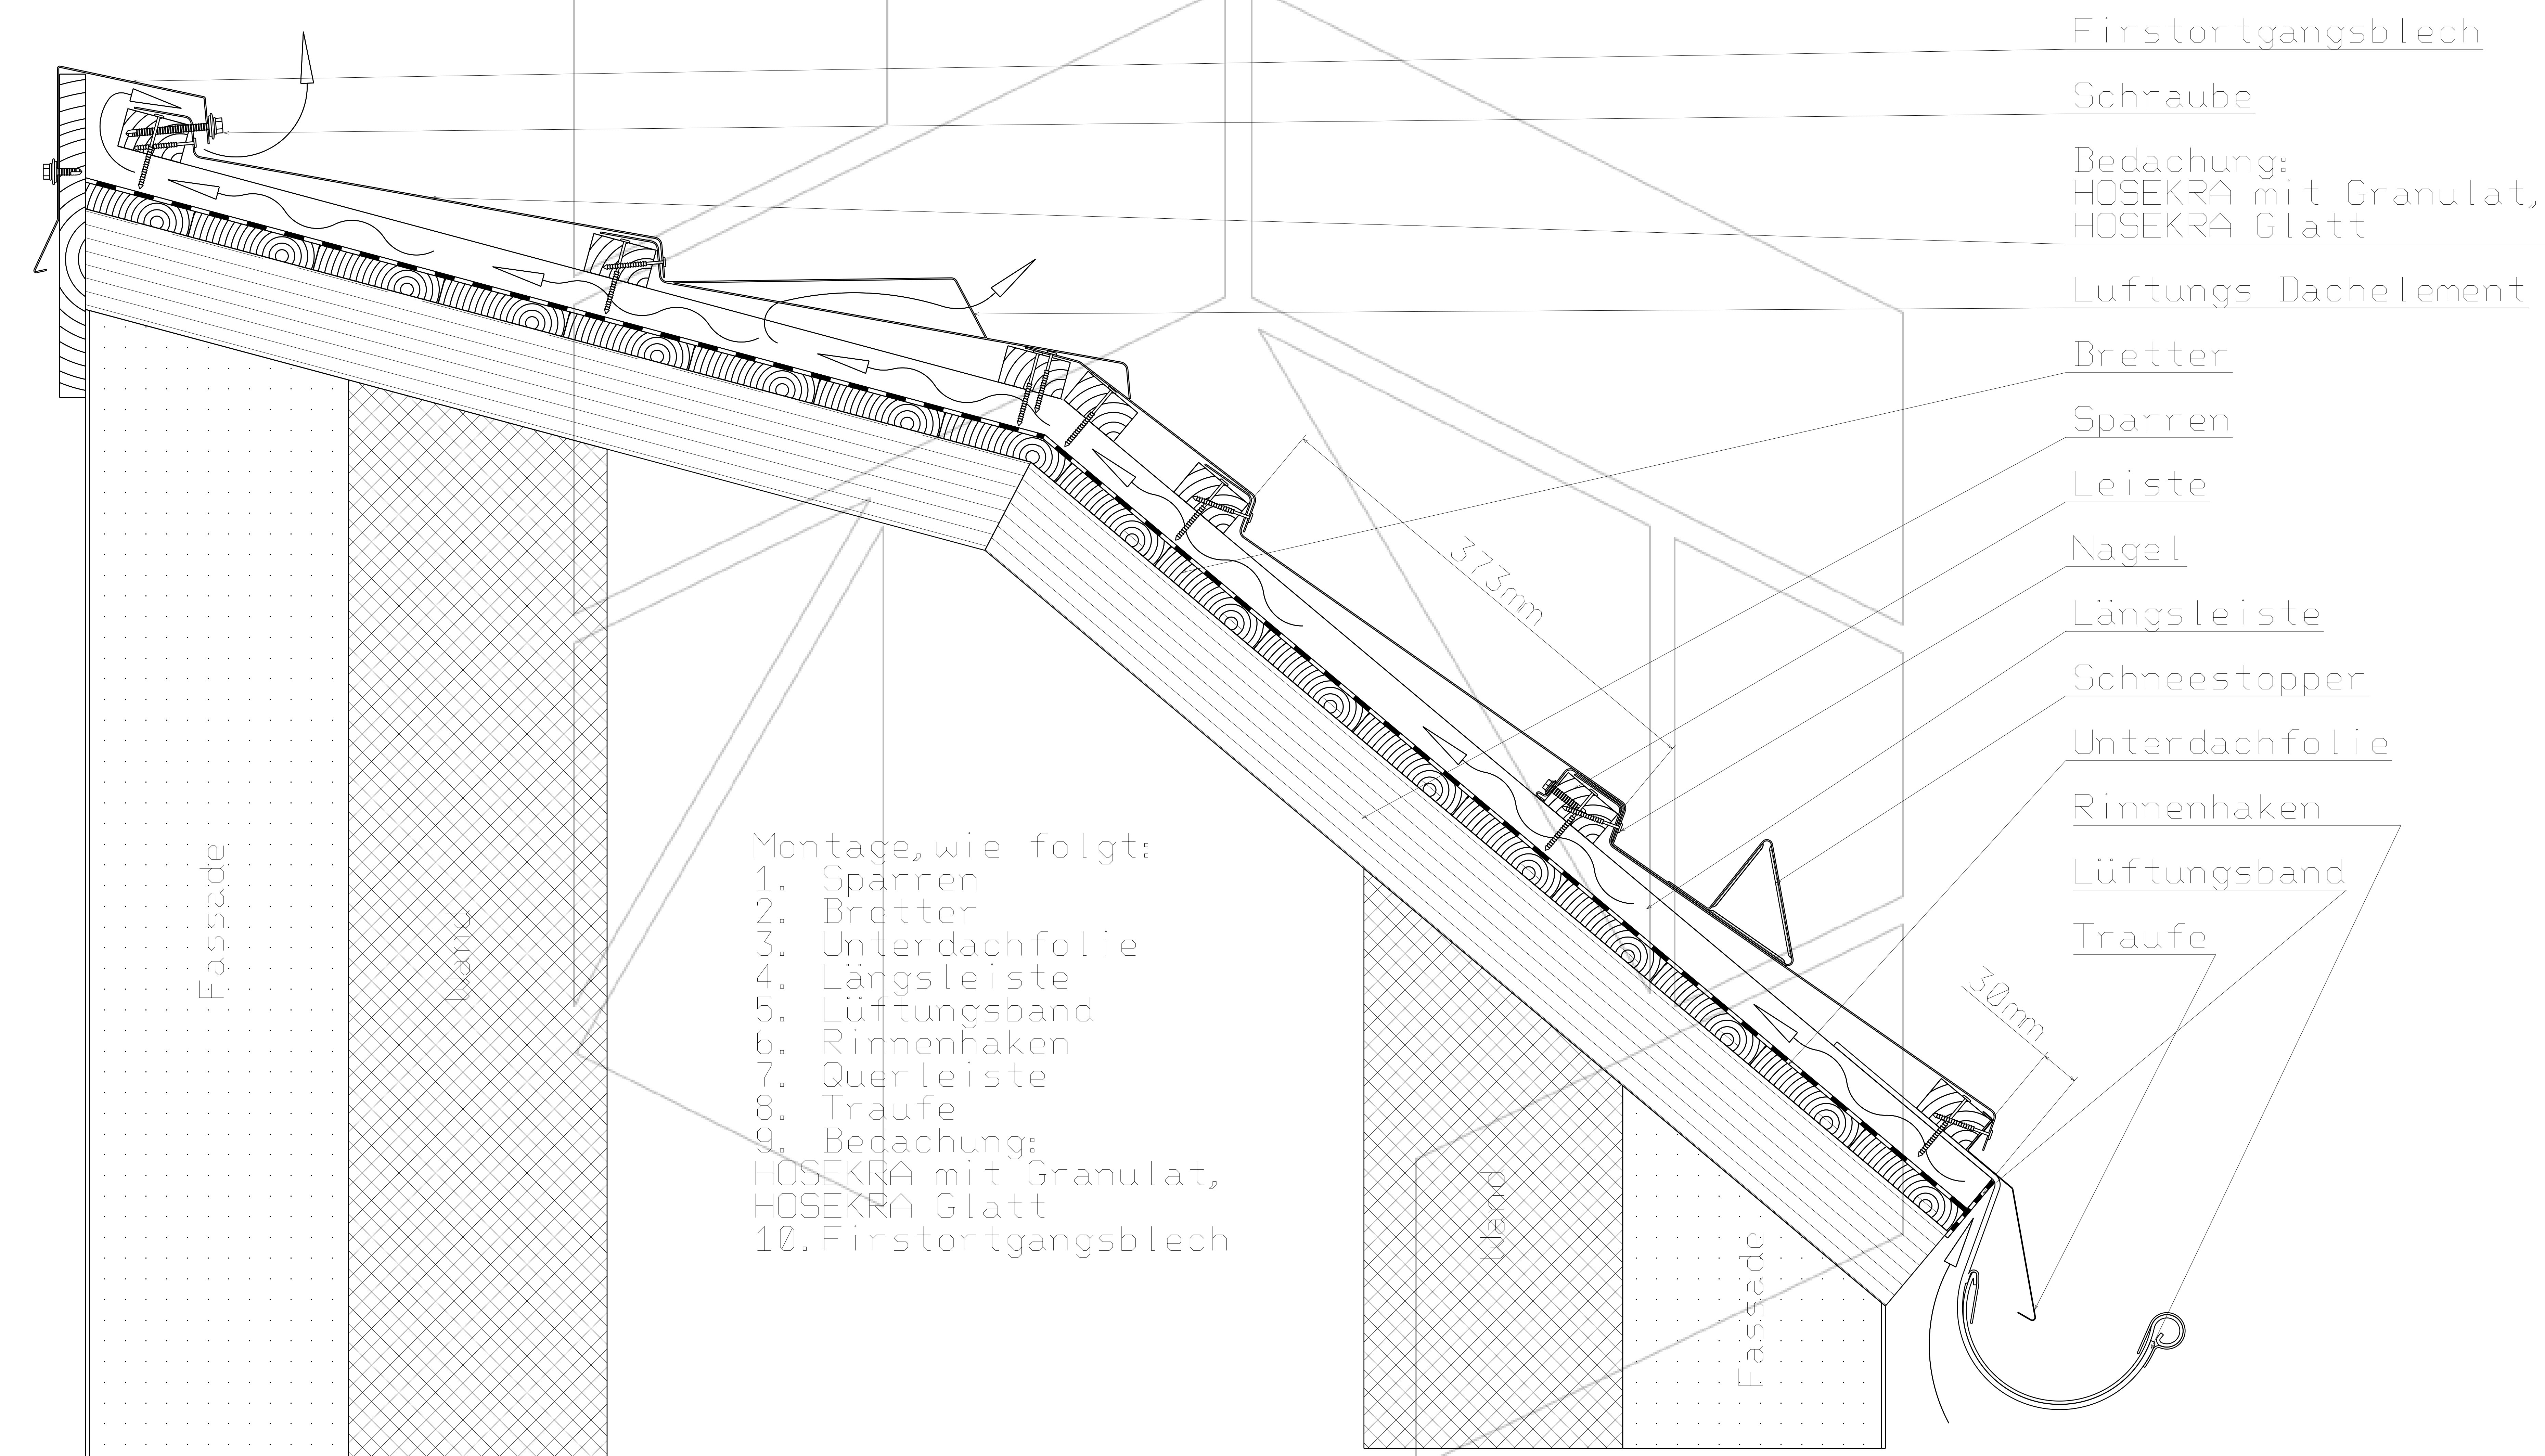 Firstortgangsblech
Schraube
Bedachung:
HOSEKRA mit Granulat,
HOSEKRA Glatt
Luftungs Dachelement
Bretter
Sparren
Leiste
Nagel
Längsleiste
Schneestopper
Unterdachfolie
Rinnenhaken
Lüftungsband
Traufe
373mm
30mm
Fassade
Wand
Montage,wie folgt:
1. Sparren
2. Bretter
3. Unterdachfolie
4. Längsleiste
5. Lüftungsband
6. Rinnenhaken
7. Querleiste
8. Traufe
9. Bedachung:
HOSEKRA mit Granulat,
HOSEKRA Glatt
10.Firstortgangsblech
Wand
Fassade